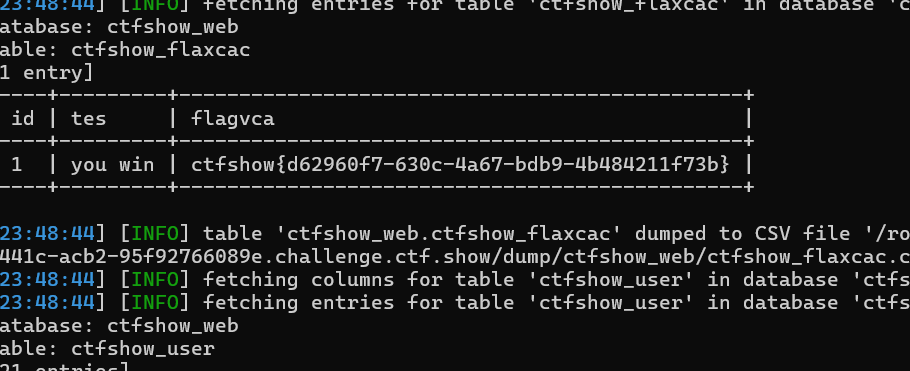 23:48:44] [INFO] fetching entries for table 'ctfshow_flaxcac' in database 'c
atabase: ctfshow_web
able: ctfshow_flaxcac
1 entry]
----+---------+------------------------------------------------+
id | tes | flagvca |
----+---------+------------------------------------------------+
1 | you win | ctfshow{d62960f7-630c-4a67-bdb9-4b484211f73b} |
----+---------+------------------------------------------------+
23:48:44] [INFO] table 'ctfshow_web.ctfshow_flaxcac' dumped to CSV file '/ro
441c-acb2-95f92766089e.challenge.ctf.show/dump/ctfshow_web/ctfshow_flaxcac.c
23:48:44] [INFO] fetching columns for table 'ctfshow_user' in database 'ctfs
23:48:44] [INFO] fetching entries for table 'ctfshow_user' in database 'ctfs
atabase: ctfshow_web
able: ctfshow_user
21 entries]